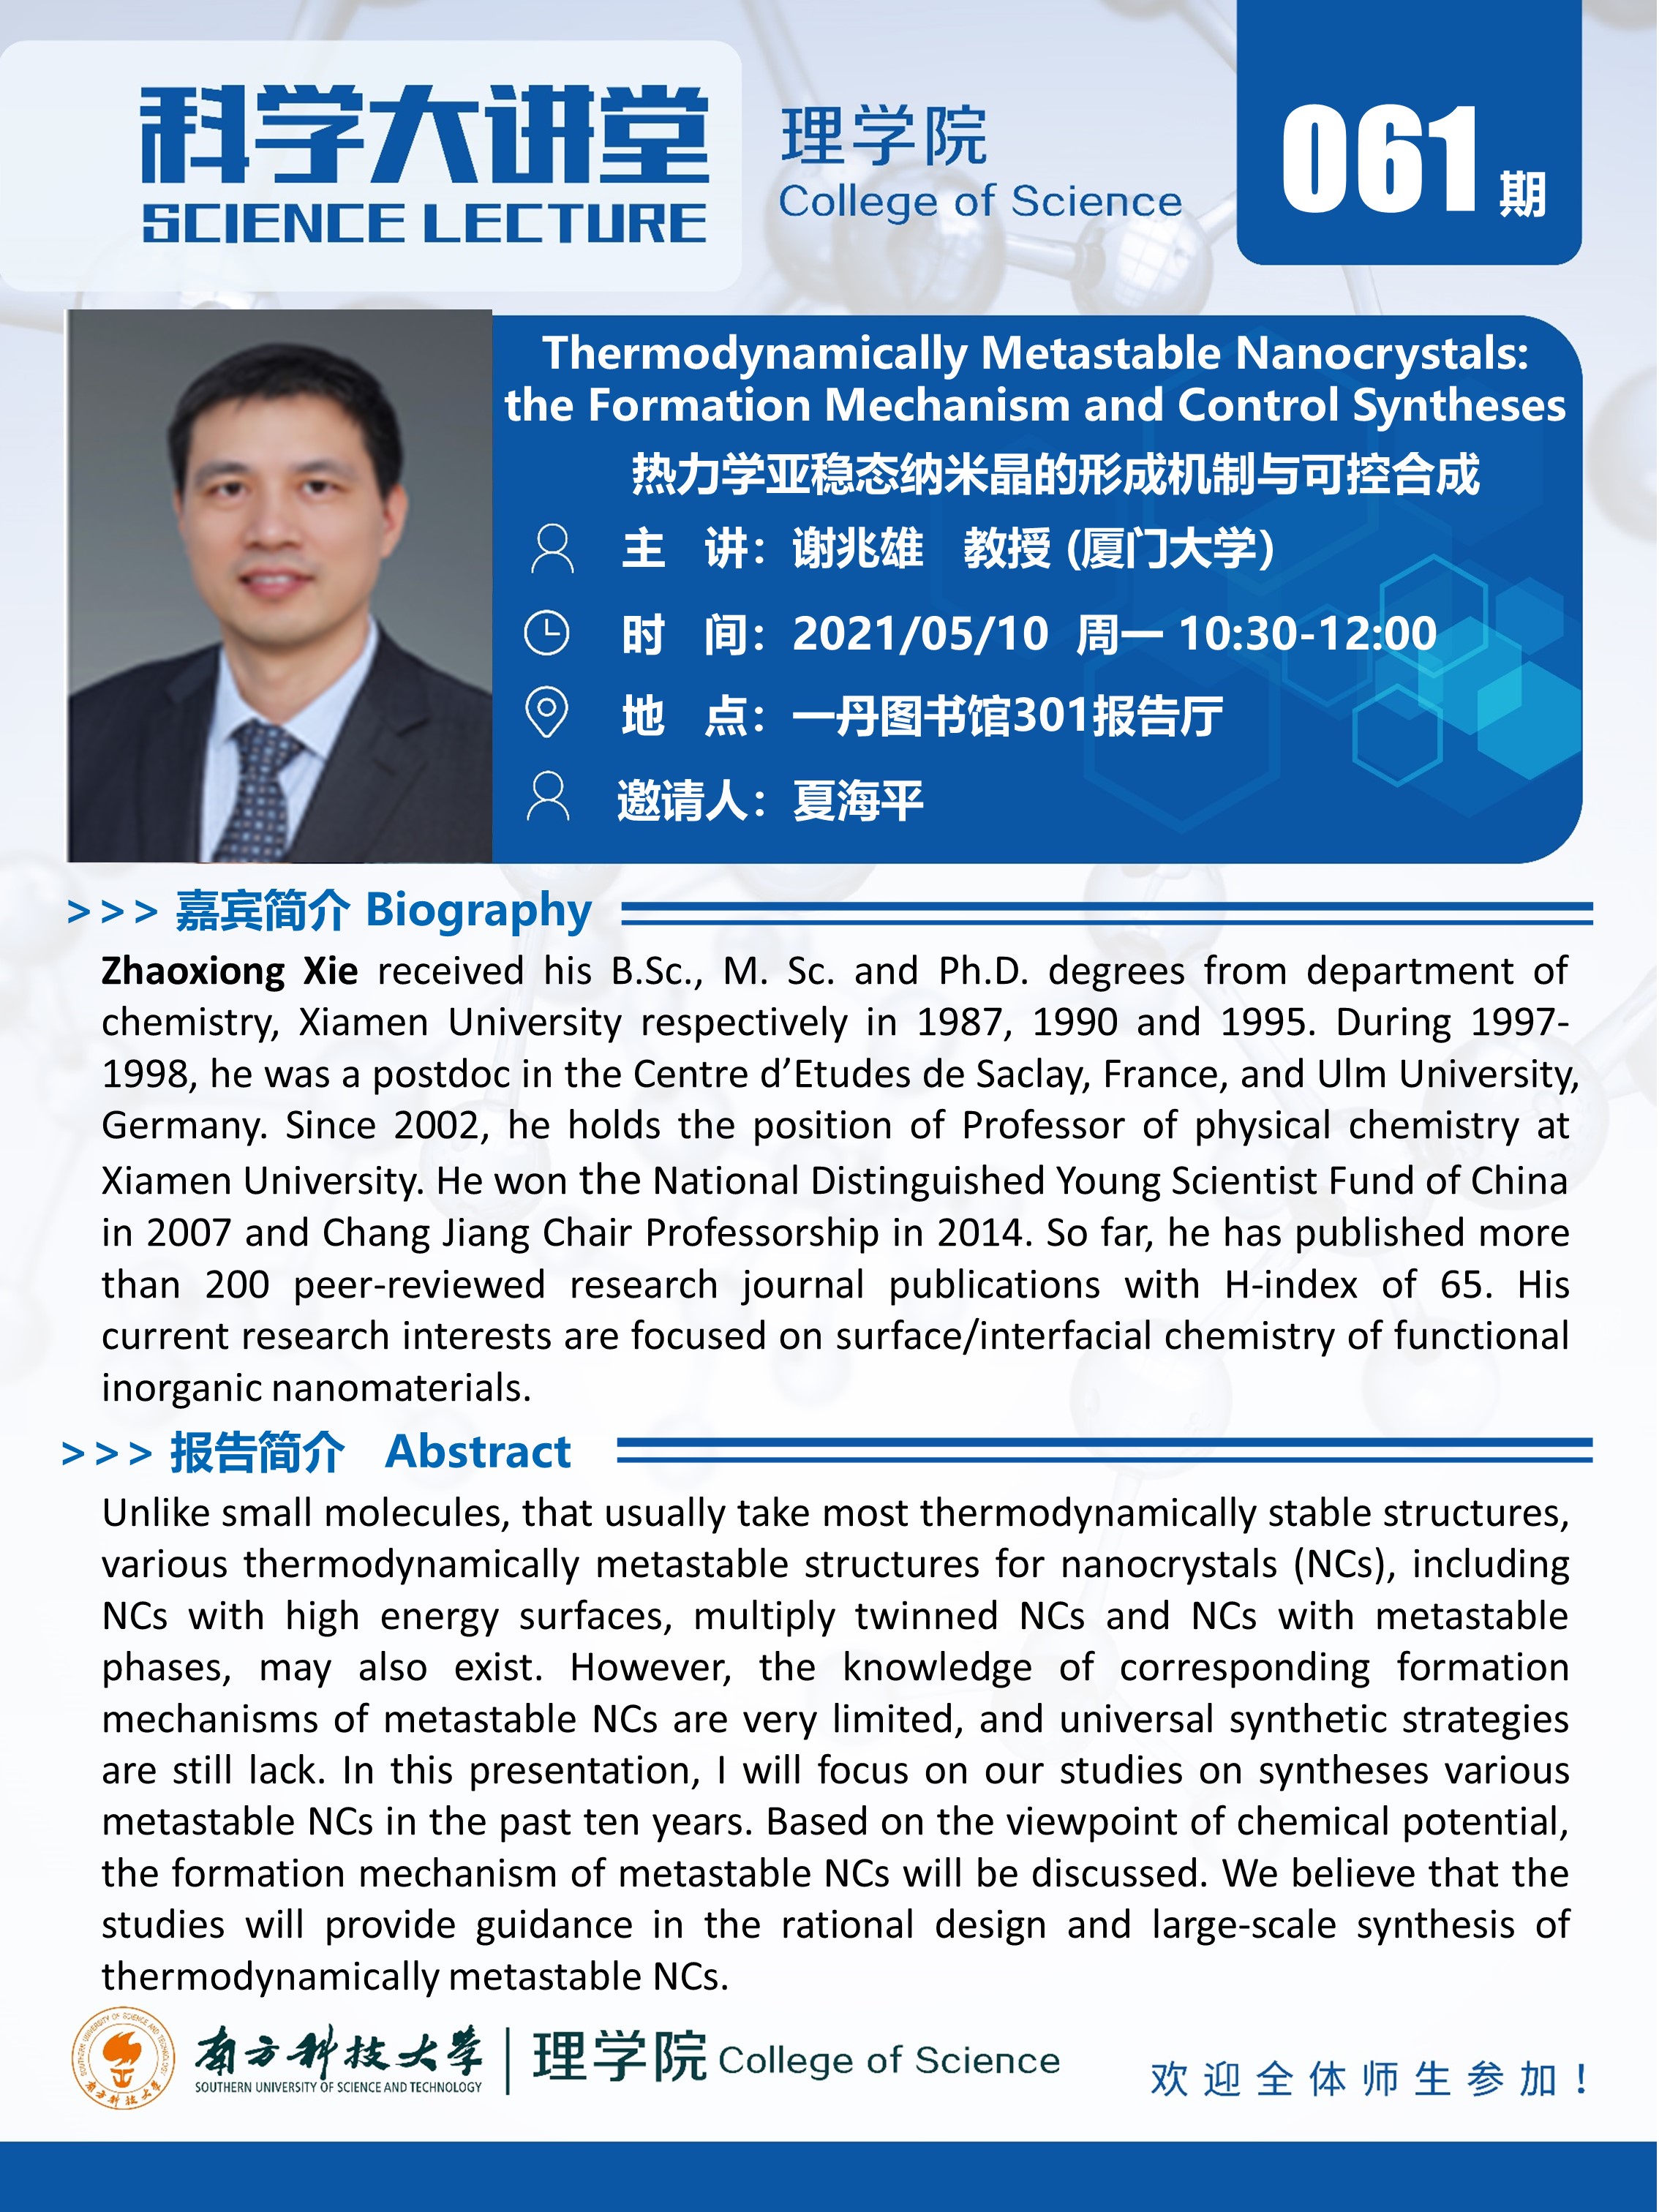 科学大讲堂
SCIENCE LECTURE
理学院
College of Science
061期
Thermodynamically Metastable Nanocrystals:
the Formation Mechanism and Control Syntheses
热力学亚稳态纳米晶的形成机制与可控合成
主 讲：谢兆雄 教授 (厦门大学)
时 间：2021/05/10 周一 10:30-12:00
地 点：一丹图书馆301报告厅
邀请人：夏海平
>>> 嘉宾简介 Biography
Zhaoxiong Xie received his B.Sc., M. Sc. and Ph.D. degrees from department of
chemistry, Xiamen University respectively in 1987, 1990 and 1995. During 1997-
1998, he was a postdoc in the Centre d’Etudes de Saclay, France, and Ulm University,
Germany. Since 2002, he holds the position of Professor of physical chemistry at
Xiamen University. He won the National Distinguished Young Scientist Fund of China
in 2007 and Chang Jiang Chair Professorship in 2014. So far, he has published more
than 200 peer-reviewed research journal publications with H-index of 65. His
current research interests are focused on surface/interfacial chemistry of functional
inorganic nanomaterials.
>>> 报告简介 Abstract
Unlike small molecules, that usually take most thermodynamically stable structures,
various thermodynamically metastable structures for nanocrystals (NCs), including
NCs with high energy surfaces, multiply twinned NCs and NCs with metastable
phases, may also exist. However, the knowledge of corresponding formation
mechanisms of metastable NCs are very limited, and universal synthetic strategies
are still lack. In this presentation, I will focus on our studies on syntheses various
metastable NCs in the past ten years. Based on the viewpoint of chemical potential,
the formation mechanism of metastable NCs will be discussed. We believe that the
studies will provide guidance in the rational design and large-scale synthesis of
thermodynamically metastable NCs.
SOUTHERN UNIVERSITY OF SCIENCE AND TECHNOLOGY
南方科技大学
南方科技大学
SOUTHERN UNIVERSITY OF SCIENCE AND TECHNOLOGY
理学院 College of Science
欢迎全体师生参加！